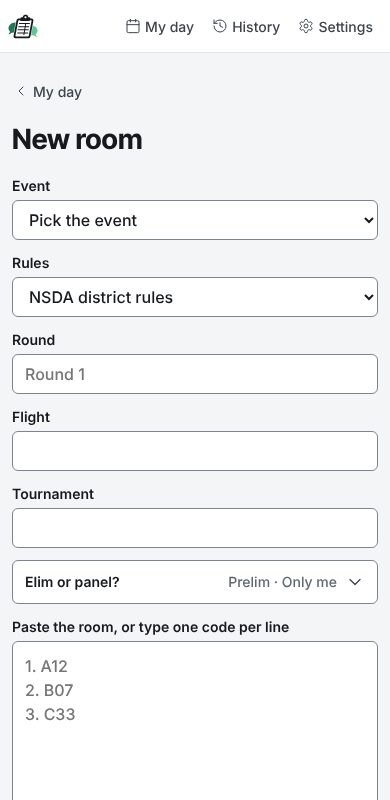 My day
History
Settings
My day
New room
Event
Pick the event
Rules
NSDA district rules
Round
Round 1
Flight
Tournament
Elim or panel? Prelim · Only me
Paste the room, or type one code per line
1. A12
2. B07
3. C33